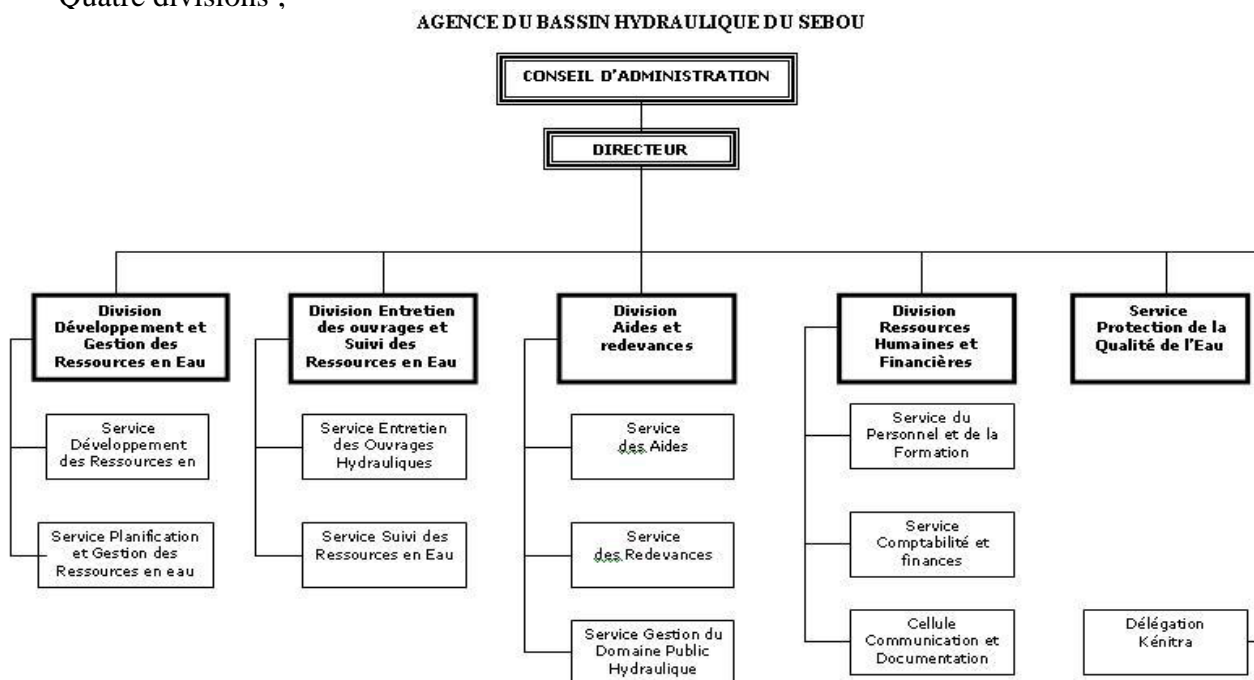 Quatre divisions ;
AGENCE DU BASSIN HYDRAULIQUE DU SEBOU
CONSEIL D'ADMINISTRATION
DIRECTEUR
Division
Développement et
Gestion des
Ressources en Eau
Service
Développement
des Ressources en
Service Planification
et Gestion des
Ressources en eau
Division Entretien
des ouvrages et
Suivi des
Ressources en Eau
Service Entretien
des Ouvrages
Hydrauliques
Service Suivi des
Ressources en Eau
Division
Aides et
redevances
Service
des Aides
Service
des Redevances
Service Gestion du
Domaine Public
Hydraulique
Division
Ressources
Humaines et
Financières
Service du
Personnel et de la
Formation
Service
Comptabilité et
finances
Cellule
Communication et
Documentation
Service
Protection de la
Qualité de l'Eau
Délégation
Kénitra